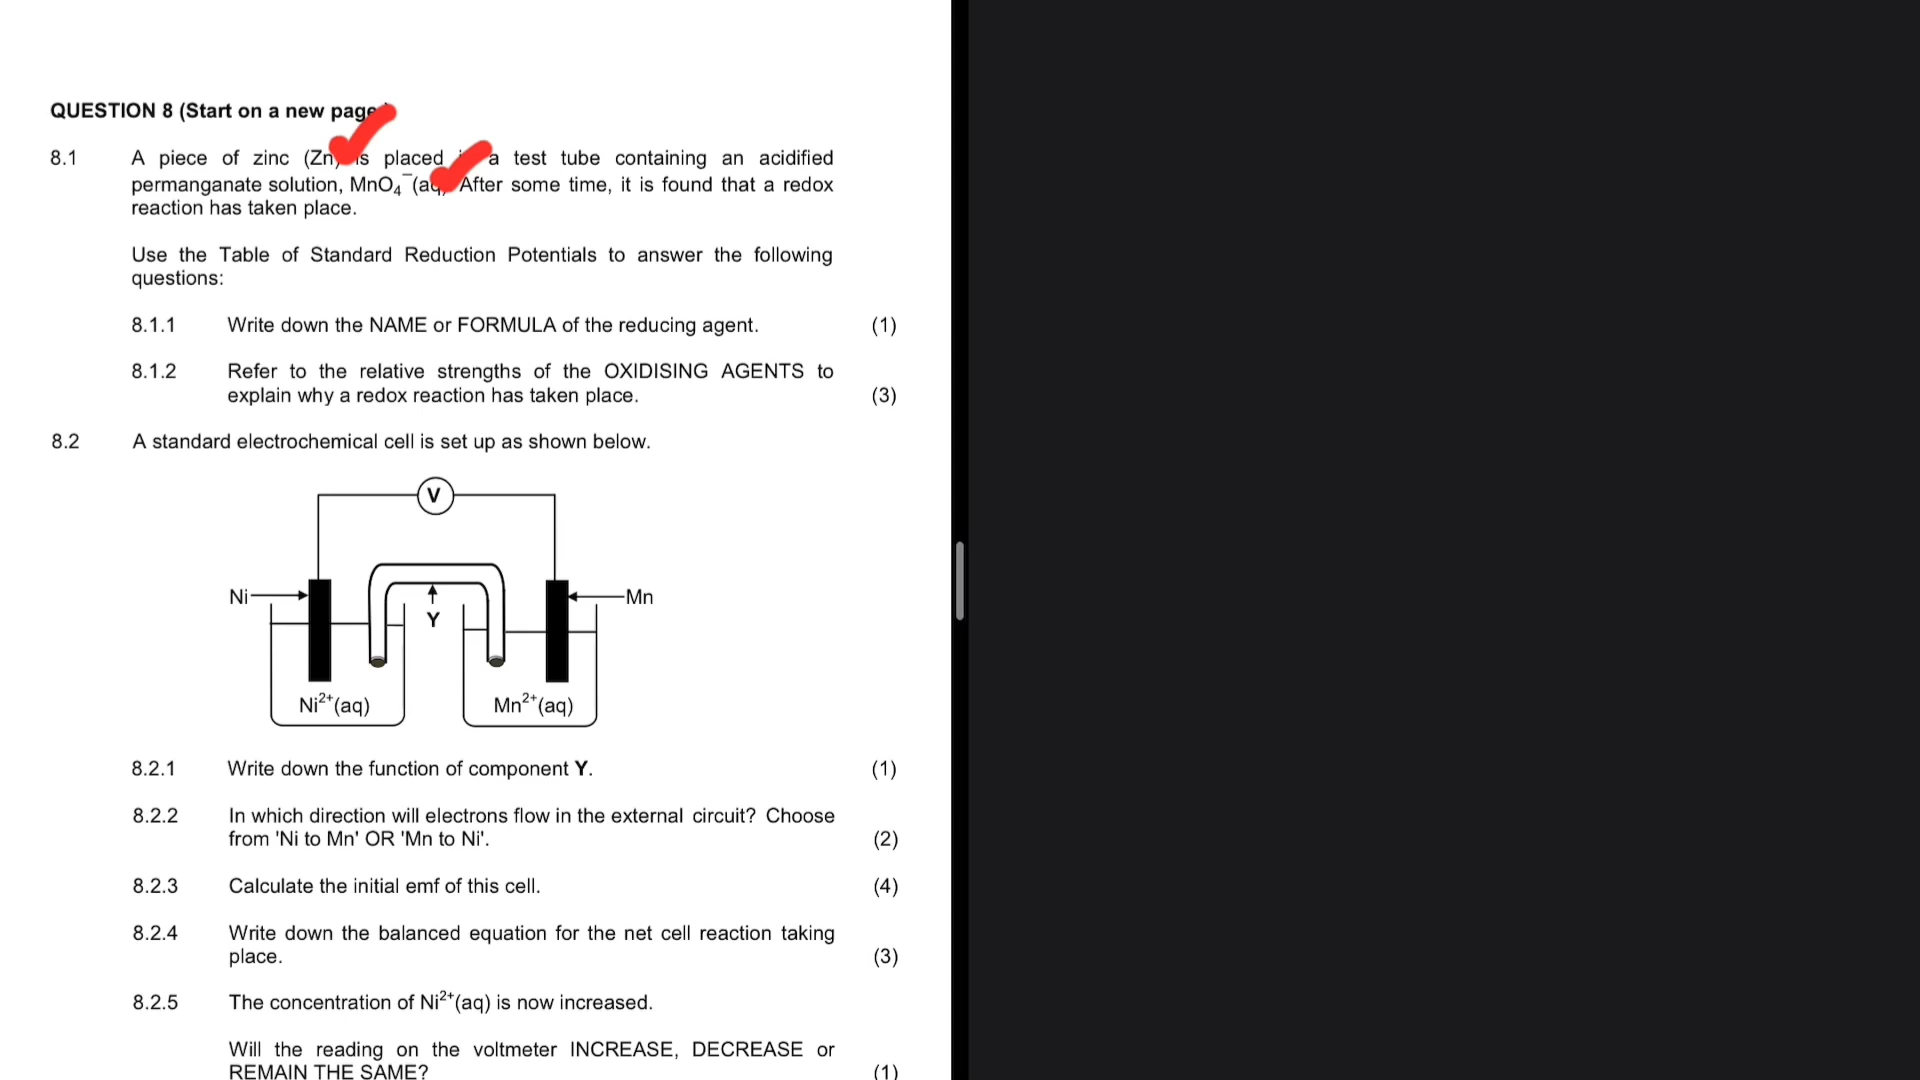 QUESTION 8 (Start on a new page
8.1 A piece of zinc (Zn) is placed a test tube containing an acidified
permanganate solution, MnO₄⁻(aq) After some time, it is found that a redox
reaction has taken place.
Use the Table of Standard Reduction Potentials to answer the following
questions:
8.1.1 Write down the NAME or FORMULA of the reducing agent. (1)
8.1.2 Refer to the relative strengths of the OXIDISING AGENTS to
explain why a redox reaction has taken place. (3)
8.2 A standard electrochemical cell is set up as shown below.
V
Ni
Mn
Y
Ni²⁺(aq)
Mn²⁺(aq)
8.2.1 Write down the function of component Y. (1)
8.2.2 In which direction will electrons flow in the external circuit? Choose
from 'Ni to Mn' OR 'Mn to Ni'. (2)
8.2.3 Calculate the initial emf of this cell. (4)
8.2.4 Write down the balanced equation for the net cell reaction taking
place. (3)
8.2.5 The concentration of Ni²⁺(aq) is now increased.
Will the reading on the voltmeter INCREASE, DECREASE or
REMAIN THE SAME? (1)